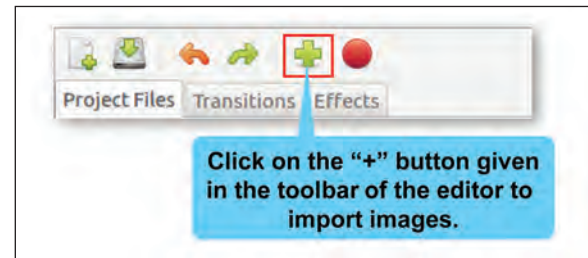 Project Files Transitions Effects
Click on the “+” button given
in the toolbar of the editor to
import images.